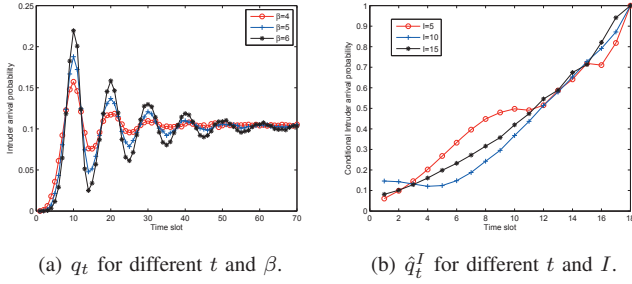 0.25
0.2
0.15
0.1
0.05
0
Intruder arrival probability
β=4
β=5
β=6
0 10 20 30 40 50 60 70
Time slot
1
0.9
0.8
0.7
0.6
0.5
0.4
0.3
0.2
0.1
0
Conditional Intruder arrival probability
I=5
I=10
I=15
0 2 4 6 8 10 12 14 16 18
Time slot
(a) q_t for different t and β.
(b) q̂_t^I for different t and I.